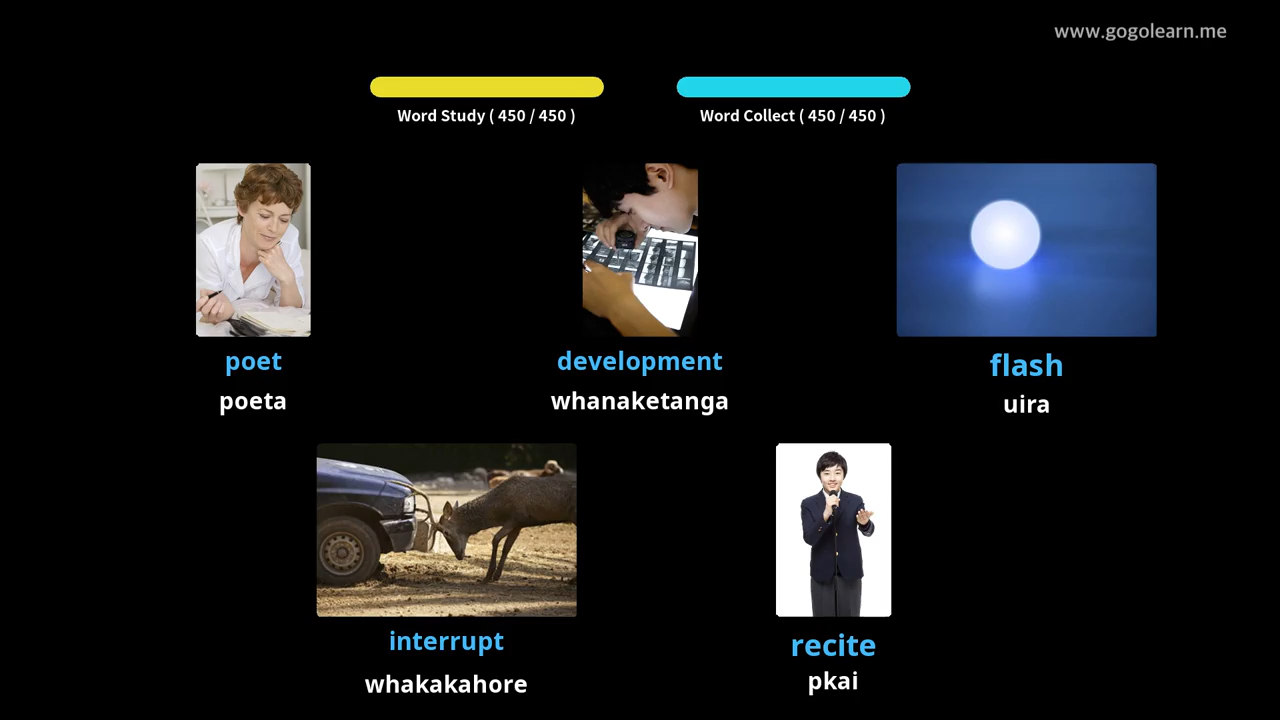 www.gogolearn.me
Word Study ( 450 / 450 )
Word Collect ( 450 / 450 )
poet
poeta
development
whanaketanga
flash
uira
interrupt
whakakahore
recite
pkai